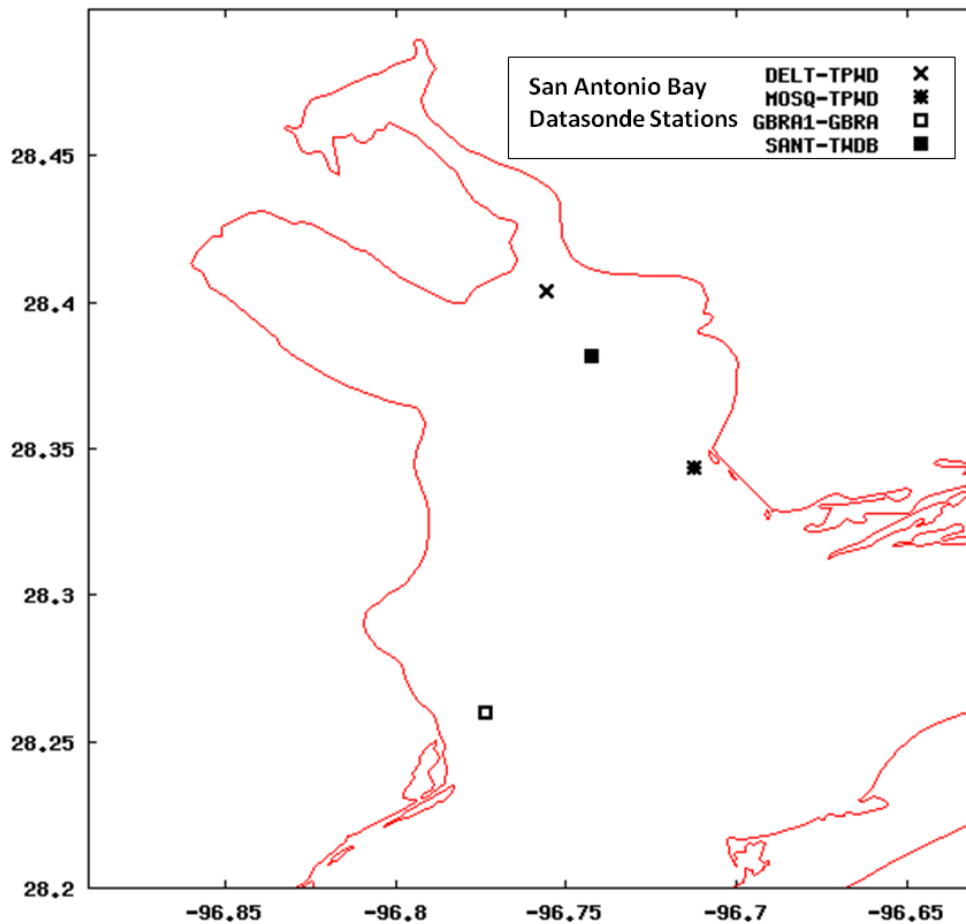 San Antonio Bay
Datasonde Stations
DELT-TPWD
MOSQ-TPWD
GBRA1-GBRA
SANT-TWDB
28.45
28.4
28.35
28.3
28.25
28.2
-96.85
-96.8
-96.75
-96.7
-96.65